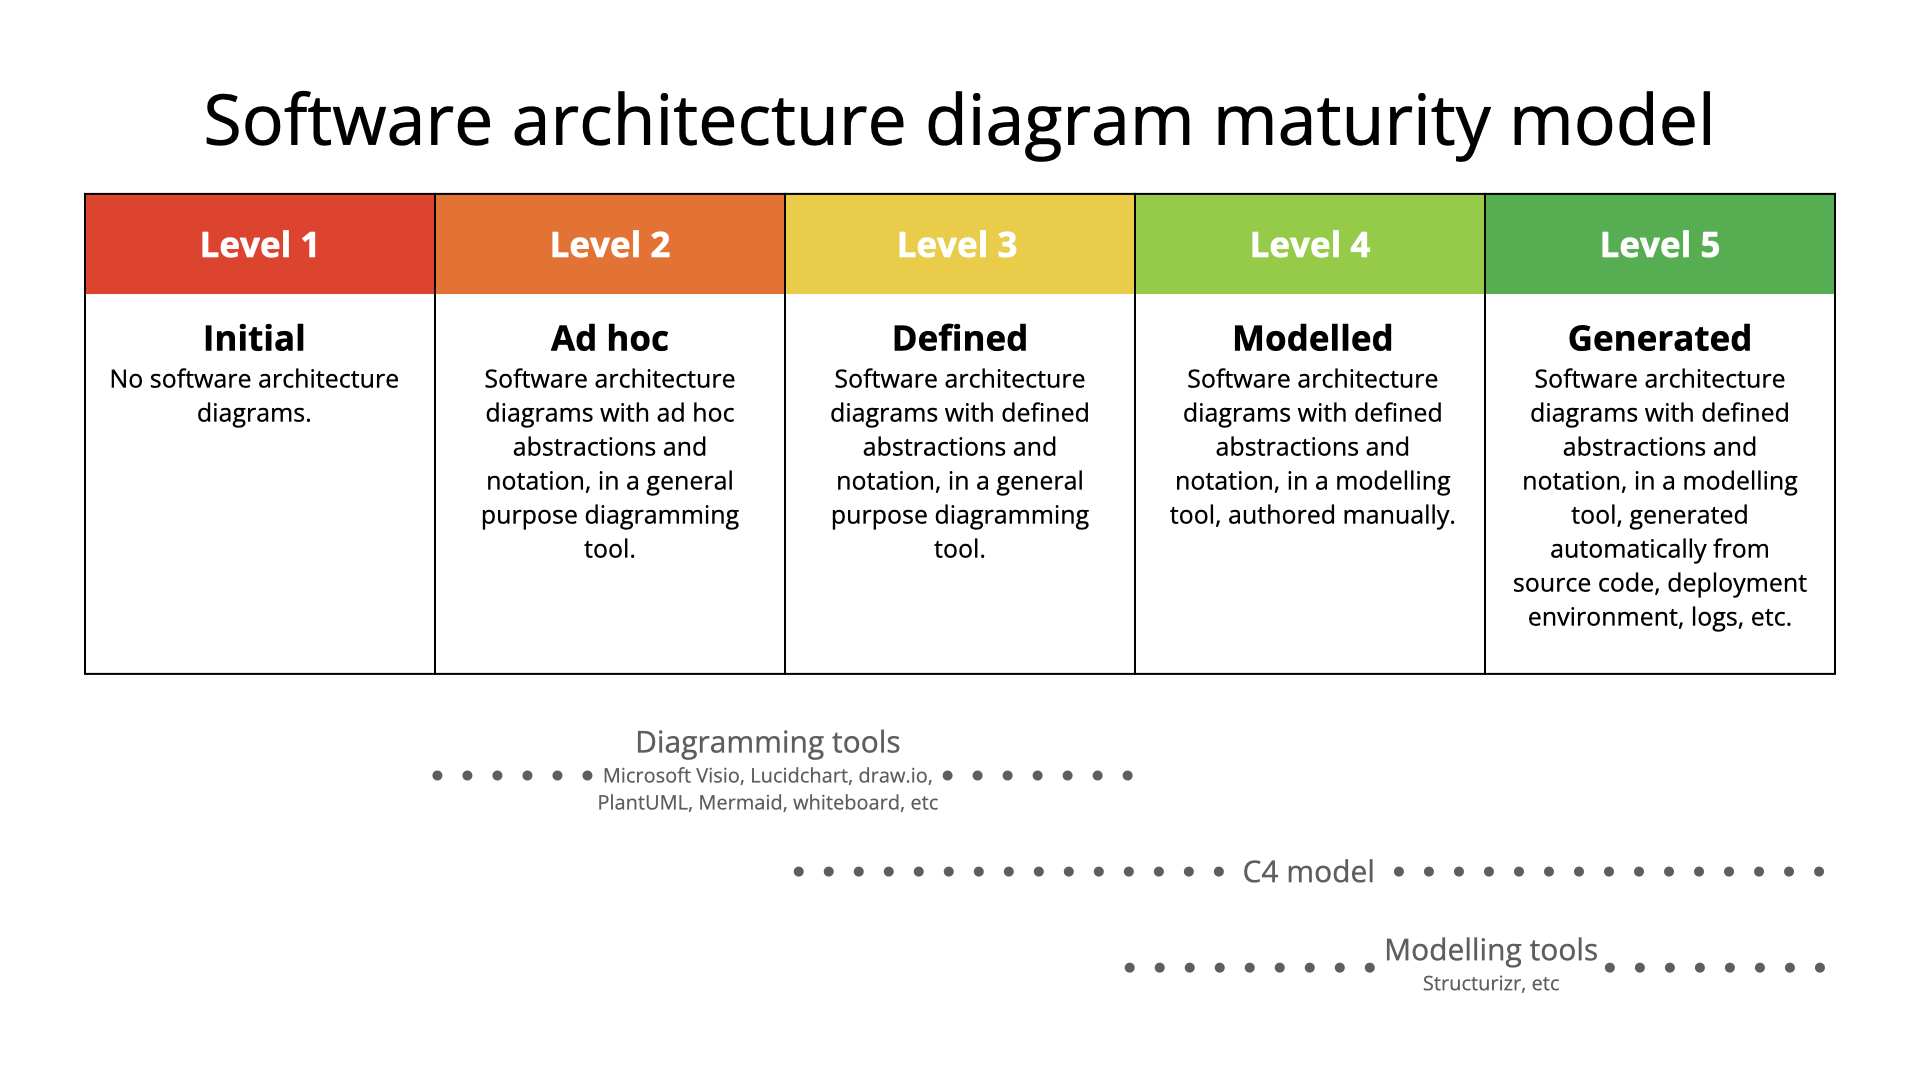 Software architecture diagram maturity model
Level 1
Level 2
Level 3
Level 4
Level 5
Initial
No software architecture
diagrams.
Ad hoc
Software architecture
diagrams with ad hoc
abstractions and
notation, in a general
purpose diagramming
tool.
Defined
Software architecture
diagrams with defined
abstractions and
notation, in a general
purpose diagramming
tool.
Modelled
Software architecture
diagrams with defined
abstractions and
notation, in a modelling
tool, authored manually.
Generated
Software architecture
diagrams with defined
abstractions and
notation, in a modelling
tool, generated
automatically from
source code, deployment
environment, logs, etc.
Diagramming tools
Microsoft Visio, Lucidchart, draw.io,
PlantUML, Mermaid, whiteboard, etc
C4 model
Modelling tools
Structurizr, etc